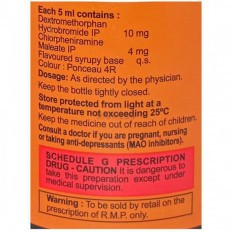 Each 5 ml contains :
Dextromethorphan
Hydrobromide IP 10 mg
Chlorpheniramine
Maleate IP 4 mg
Flavoured syrupy base q.s.
Colour : Ponceau 4R
Dosage: As directed by the physician.
Keep the bottle tightly closed.
Store protected from light at a
temperature not exceeding 25ºC
Keep the medicine out of reach of children.
Consult a doctor if you are pregnant, nursing
or taking anti-depressants (MAO inhibitors).
SCHEDULE G PRESCRIPTION
DRUG - CAUTION It is dangerous to
take this preparation except under
medical supervision.
Warning : To be sold by retail on the
prescription of R.M.P. only.